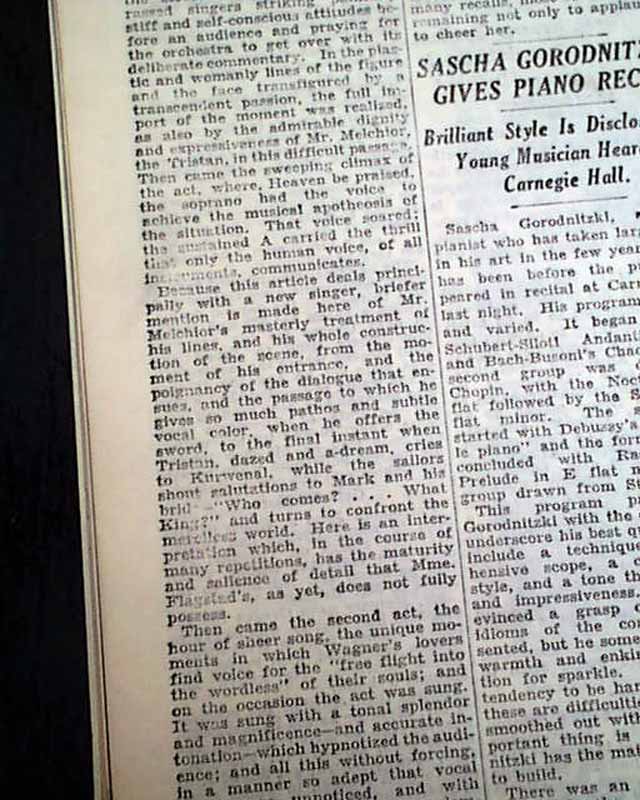 rassed singers striking
stiff and self-conscious attitudes be-
fore an audience and praying for
the orchestra to get over with its
deliberate commentary. In the plas-
tic and womanly lines of the figure
and the face transfigured by a
transcendent passion, the full im-
port of the moment was realized,
as also by the admirable dignity
and expressiveness of Mr. Melchior,
the Tristan, in this difficult passage.
Then came the sweeping climax of
the act, where, Heaven be praised,
the soprano had the voice to
achieve the musical apotheosis of
the situation. That voice soared;
the sustained A carried the thrill
that only the human voice, of all
instruments, communicates.
Because this article deals princi-
pally with a new singer, briefer
mention is made here of Mr.
Melchior's masterly treatment of
his lines, and his whole construc-
tion of the scene, from the mo-
ment of his entrance, and the
poignancy of the dialogue that en-
sues, and the passage to which he
gives so much pathos and subtle
vocal color, when he offers the
sword, to the final instant when
Tristan, dazed and a-dream, cries
to Kurvenal, while the sailors
shout salutations to Mark and his
brid "Who comes? . . . What
King?" and turns to confront the
merciless world. Here is an inter-
pretation which, in the course of
many repetitions, has the maturity
and salience of detail that Mme.
Flagstad's, as yet, does not fully
possess.
Then came the second act, the
hour of sheer song, the unique mo-
ments in which Wagner's lovers
find voice for the "free flight into
the wordless" of their souls; and
on the occasion the act was sung.
It was sung with a tonal splendor
and magnificence—and accurate in-
tonation—which hypnotized the audi-
ence; and all this without forcing,
in a manner so adept that vocal
unnoticed, and with
many recalls,
remaining not only to applau
to cheer her.
SASCHA GORODNITZ
GIVES PIANO REC
Brilliant Style Is Disclo
Young Musician Hear
Carnegie Hall.
Sascha Gorodnitzki,
pianist who has taken lar
in his art in the few year
has been before the p
peared in recital at Carn
last night. His program
and varied. It began
Schubert-Siloti Andant
and Bach-Busoni's Chac
second group was
Chopin, with the Noc
flat followed by the S
flat minor. The
started with Debussy's
le piano" and the for
concluded with Ra
Prelude in E flat m
group drawn from St
This program p
Gorodnitzki with the
underscore his best qu
include a technique
hensive scope, a
style, and a tone th
and impressiveness.
evinced a grasp
idioms of the co
sented, but he some
warmth and enkin
tion for sparkle.
tendency to be har
these are difficulti
smoothed out with
portant thing is
nitzki has the mat
to build.
There was an